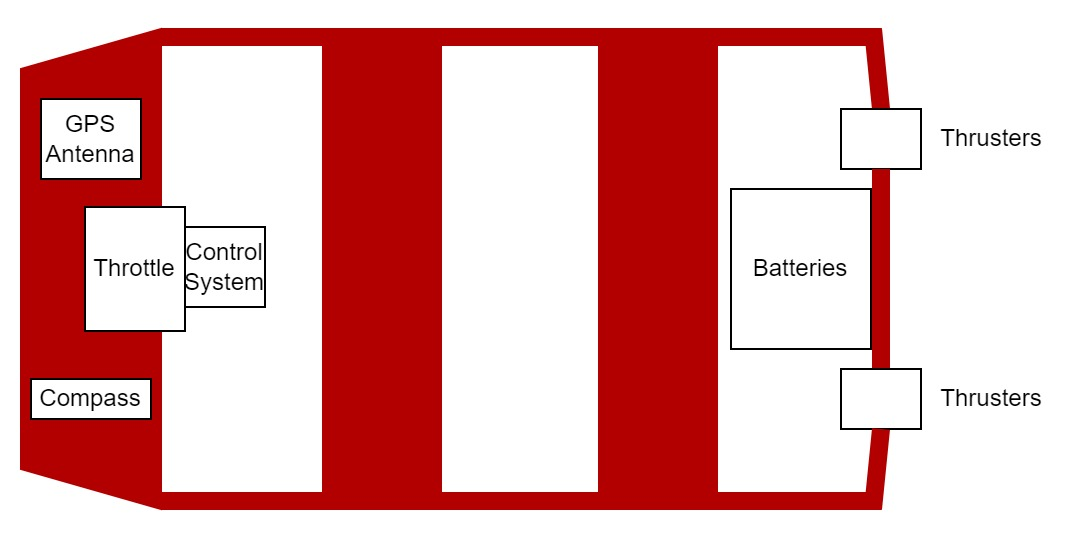 GPS
Antenna
Thrusters
Throttle
Control
System
Batteries
Compass
Thrusters